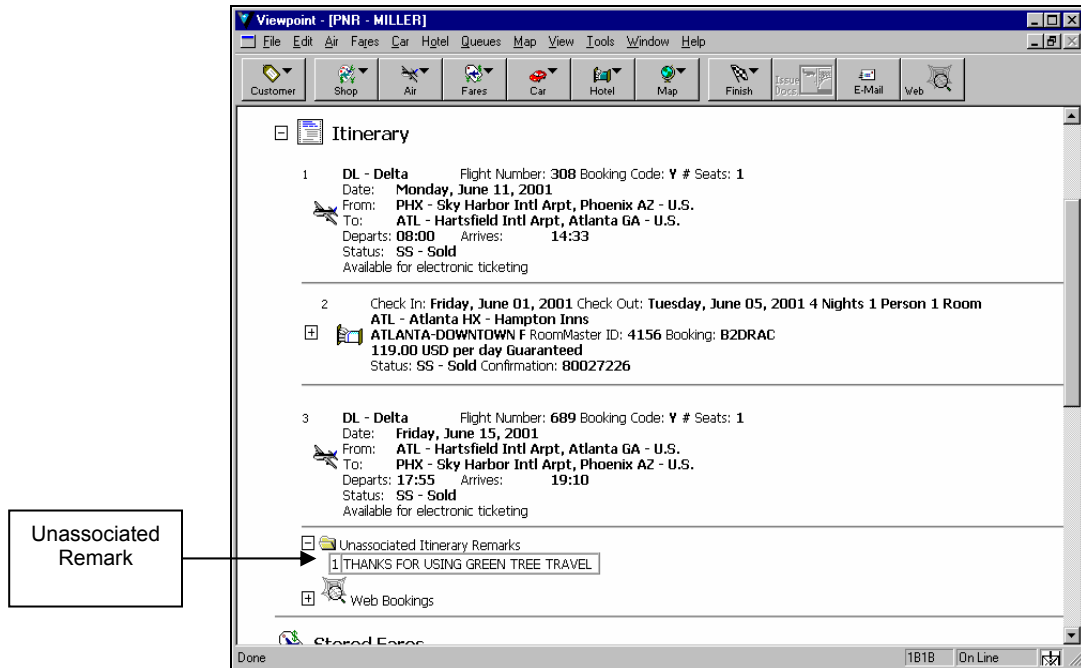 Viewpoint - [PNR - MILLER]
File Edit Air Fares Car Hotel Queues Map View Tools Window Help
Customer Shop Air Fares Car Hotel Map Finish Issue Docs. E-Mail Web
Itinerary
1 DL - Delta Flight Number: 308 Booking Code: Y # Seats: 1
Date: Monday, June 11, 2001
From: PHX - Sky Harbor Intl Arpt, Phoenix AZ - U.S.
To: ATL - Hartsfield Intl Arpt, Atlanta GA - U.S.
Departs: 08:00 Arrives: 14:33
Status: SS - Sold
Available for electronic ticketing
2 Check In: Friday, June 01, 2001 Check Out: Tuesday, June 05, 2001 4 Nights 1 Person 1 Room
ATL - Atlanta HX - Hampton Inns
ATLANTA-DOWNTOWN F RoomMaster ID: 4156 Booking: B2DRAC
119.00 USD per day Guaranteed
Status: SS - Sold Confirmation: 80027226
3 DL - Delta Flight Number: 689 Booking Code: Y # Seats: 1
Date: Friday, June 15, 2001
From: ATL - Hartsfield Intl Arpt, Atlanta GA - U.S.
To: PHX - Sky Harbor Intl Arpt, Phoenix AZ - U.S.
Departs: 17:55 Arrives: 19:10
Status: SS - Sold
Available for electronic ticketing
Unassociated
Remark
Unassociated Itinerary Remarks
1 THANKS FOR USING GREEN TREE TRAVEL
Web Bookings
Stored Fares
Done 1B1B On Line